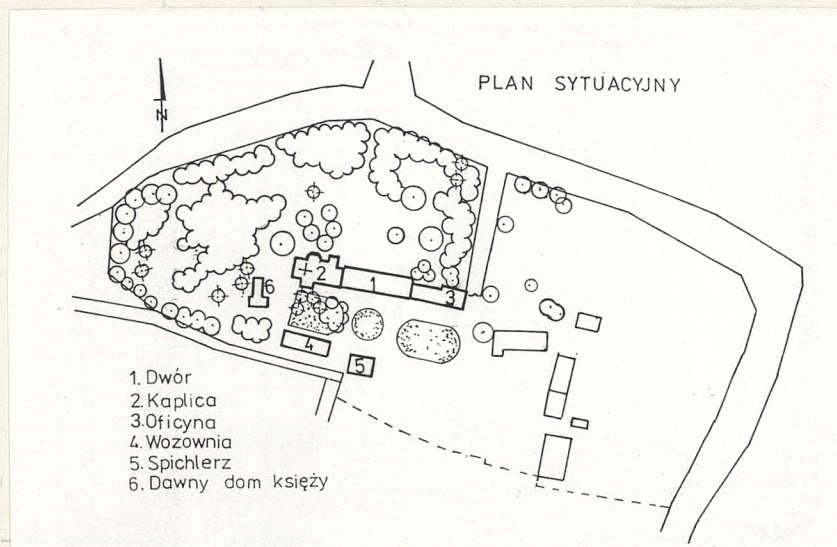 PLAN SYTUACYJNY
N
2
1
3
6
4
5
1. Dwór
2. Kaplica
3. Oficyna
4. Wozownia
5. Spichlerz
6. Dawny dom księży